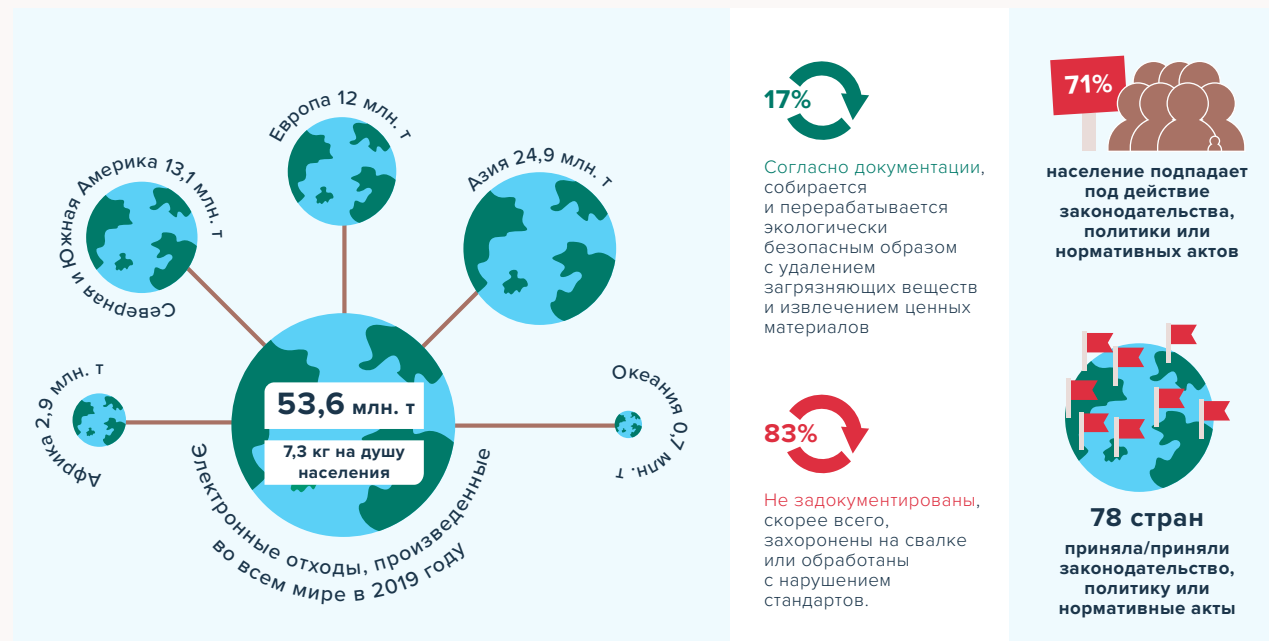 Европа 12 млн. т
Северная и Южная Америка 13,1 млн. т
Азия 24,9 млн. т
Африка 2,9 млн. т
Океания 0,7 млн. т
53,6 млн. т
7,3 кг на душу
населения
Электронные отходы, произведенные
во всем мире в 2019 году
17%
Согласно документации,
собирается
и перерабатывается
экологически
безопасным образом
с удалением
загрязняющих веществ
и извлечением ценных
материалов
83%
Не задокументированы,
скорее всего,
захоронены на свалке
или обработаны
с нарушением
стандартов.
71%
население подпадает
под действие
законодательства,
политики или
нормативных актов
78 стран
приняла/приняли
законодательство,
политику или
нормативные акты